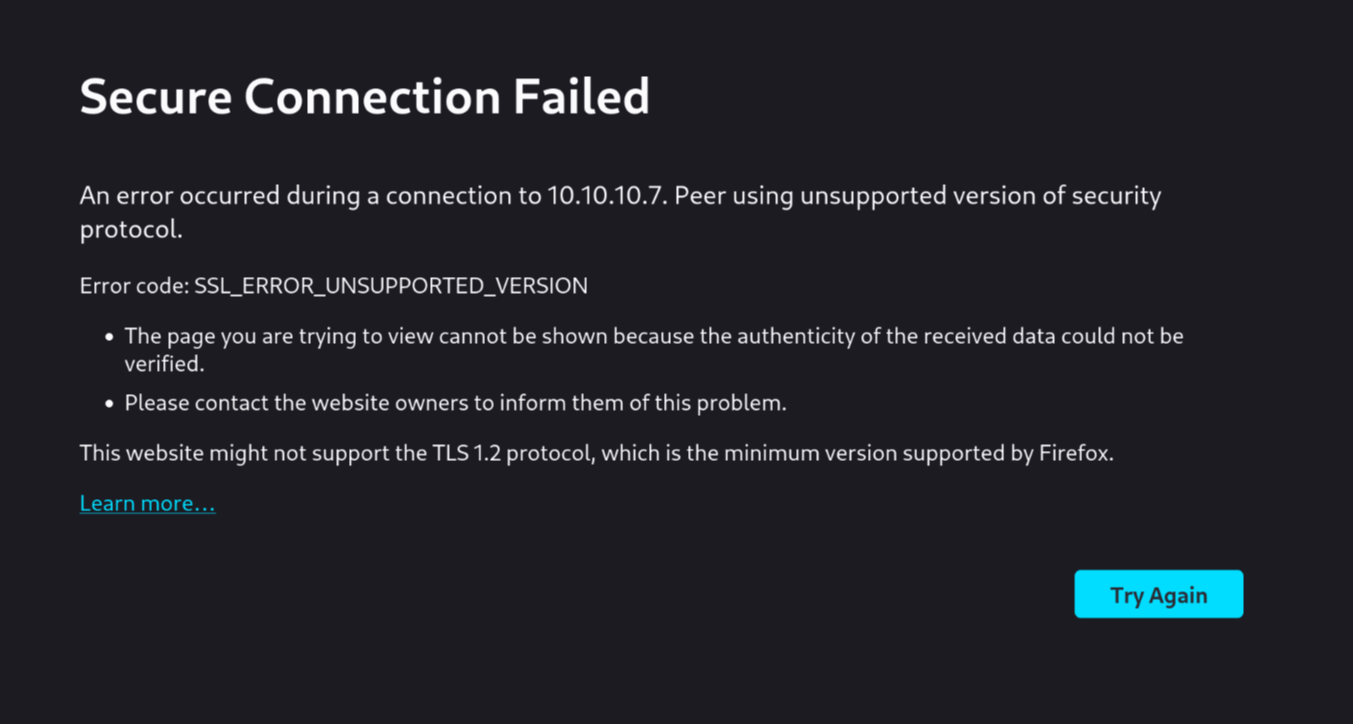 Secure Connection Failed
An error occurred during a connection to 10.10.10.7. Peer using unsupported version of security
protocol.
Error code: SSL_ERROR_UNSUPPORTED_VERSION
• The page you are trying to view cannot be shown because the authenticity of the received data could not be
verified.
• Please contact the website owners to inform them of this problem.
This website might not support the TLS 1.2 protocol, which is the minimum version supported by Firefox.
Learn more…
Try Again